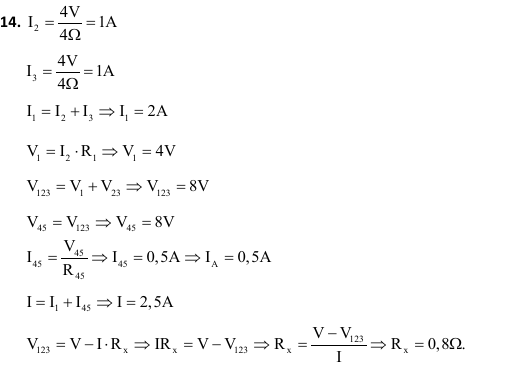 14. I₂ = 4V/4Ω = 1A
I₃ = 4V/4Ω = 1A
I₁ = I₂ + I₃ ⇒ I₁ = 2A
V₁ = I₂ · R₁ ⇒ V₁ = 4V
V₁₂₃ = V₁ + V₂₃ ⇒ V₁₂₃ = 8V
V₄₅ = V₁₂₃ ⇒ V₄₅ = 8V
I₄₅ = V₄₅/R₄₅ ⇒ I₄₅ = 0,5A ⇒ I_A = 0,5A
I = I₁ + I₄₅ ⇒ I = 2,5A
V₁₂₃ = V − I · Rₓ ⇒ IRₓ = V − V₁₂₃ ⇒ Rₓ = (V − V₁₂₃)/I ⇒ Rₓ = 0,8Ω.